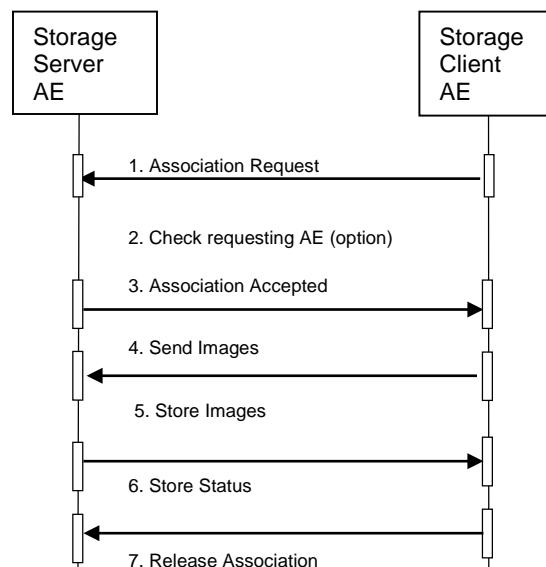 Storage
Server
AE
Storage
Client
AE
1. Association Request
2. Check requesting AE (option)
3. Association Accepted
4. Send Images
5. Store Images
6. Store Status
7. Release Association